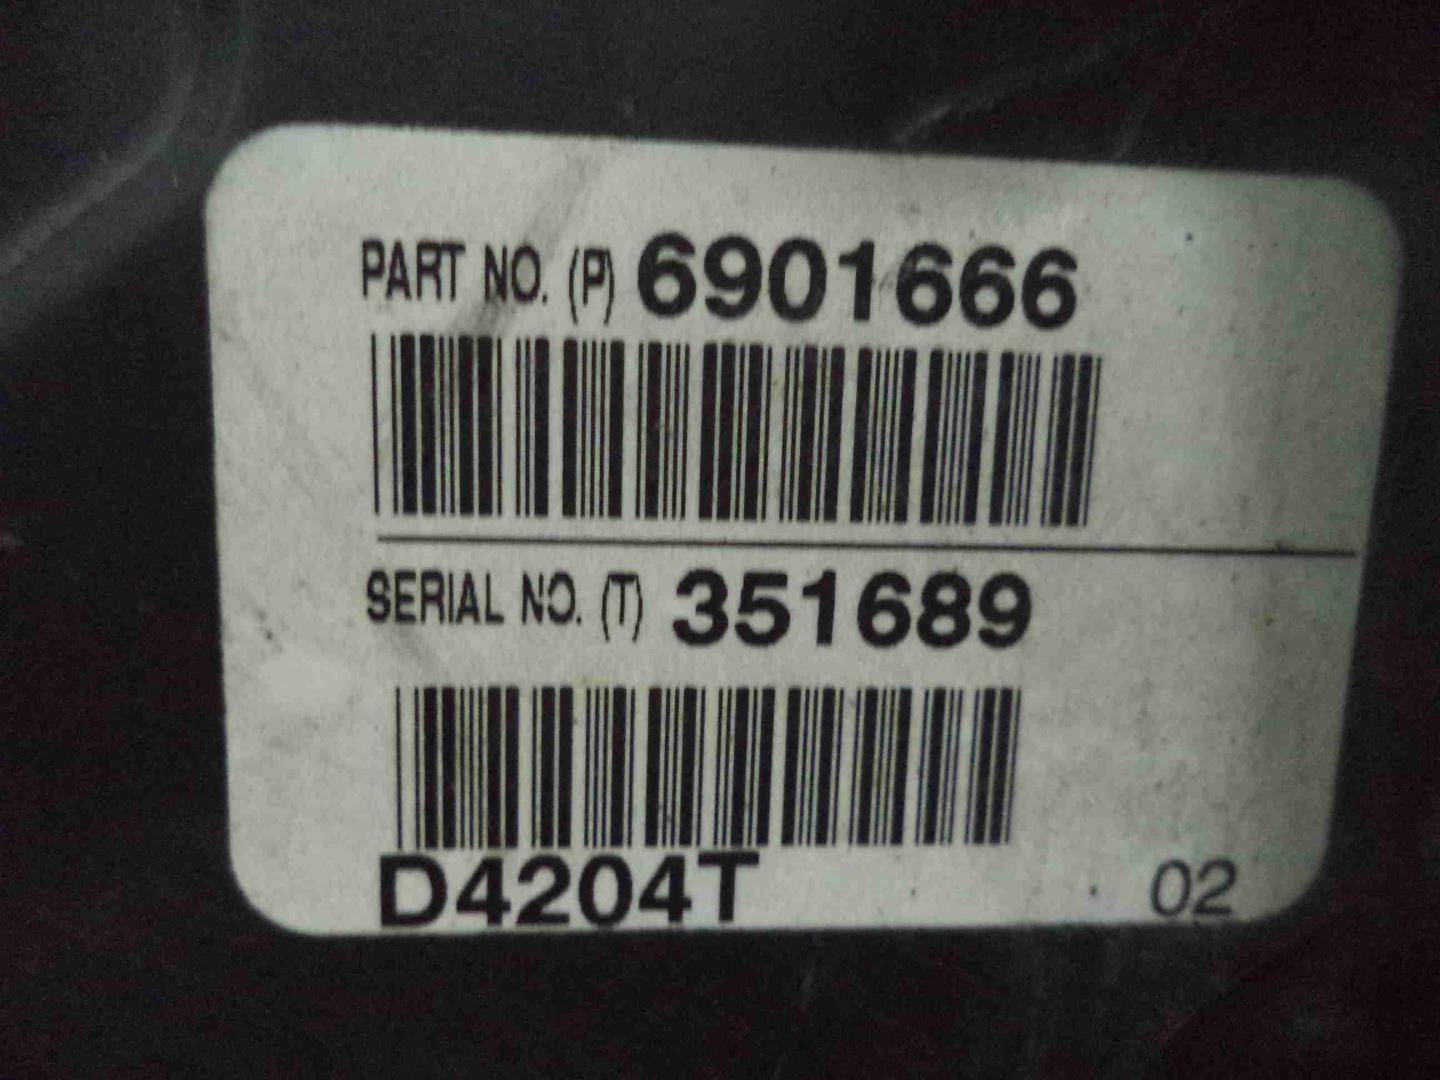 PART NO. (P) 6901666
SERIAL NO. (T) 351689
D4204T
02